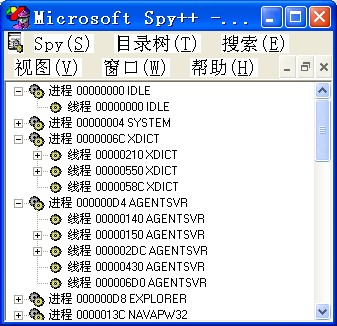 Microsoft Spy++ -...
Spy(S) 目录树(T) 搜索(E)
视图(V) 窗口(W) 帮助(H)
进程 00000000 IDLE
线程 00000000 IDLE
进程 00000004 SYSTEM
进程 0000006C XDICT
线程 00000210 XDICT
线程 00000550 XDICT
线程 0000058C XDICT
进程 000000D4 AGENTSVR
线程 00000140 AGENTSVR
线程 00000150 AGENTSVR
线程 000002DC AGENTSVR
线程 00000430 AGENTSVR
线程 000006D0 AGENTSVR
进程 000000D8 EXPLORER
进程 0000013C NAVAPW32